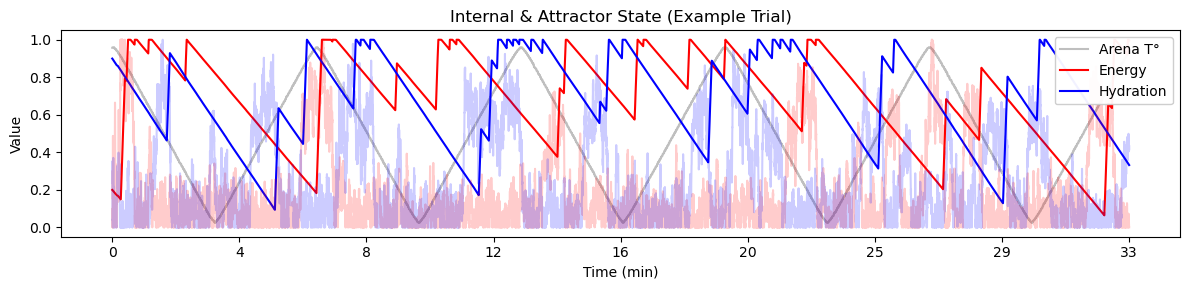 Internal & Attractor State (Example Trial)
Value
1.0
0.8
0.6
0.4
0.2
0.0
Arena T°
Energy
Hydration
0 4 8 12 16 20 25 29 33
Time (min)